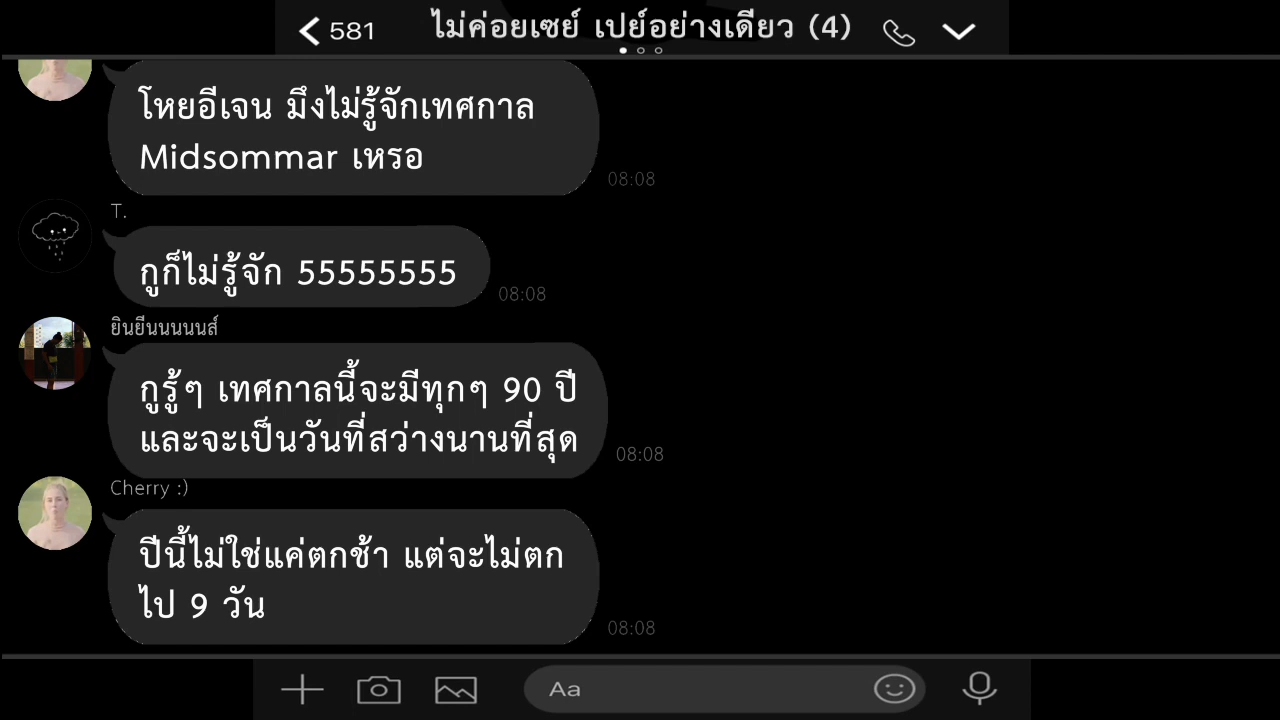 581
ไม่ค่อยเซย์ เปย์อย่างเดียว (4)
โหยอีเจน มึงไม่รู้จักเทศกาล
Midsommar เหรอ
08:08
T.
กูก็ไม่รู้จัก 55555555
08:08
ยินยีนนนนนส์
กูรู้ๆ เทศกาลนี้จะมีทุกๆ 90 ปี
และจะเป็นวันที่สว่างนานที่สุด
08:08
Cherry :)
ปีนี้ไม่ใช่แค่ตกช้า แต่จะไม่ตก
ไป 9 วัน
08:08
Aa